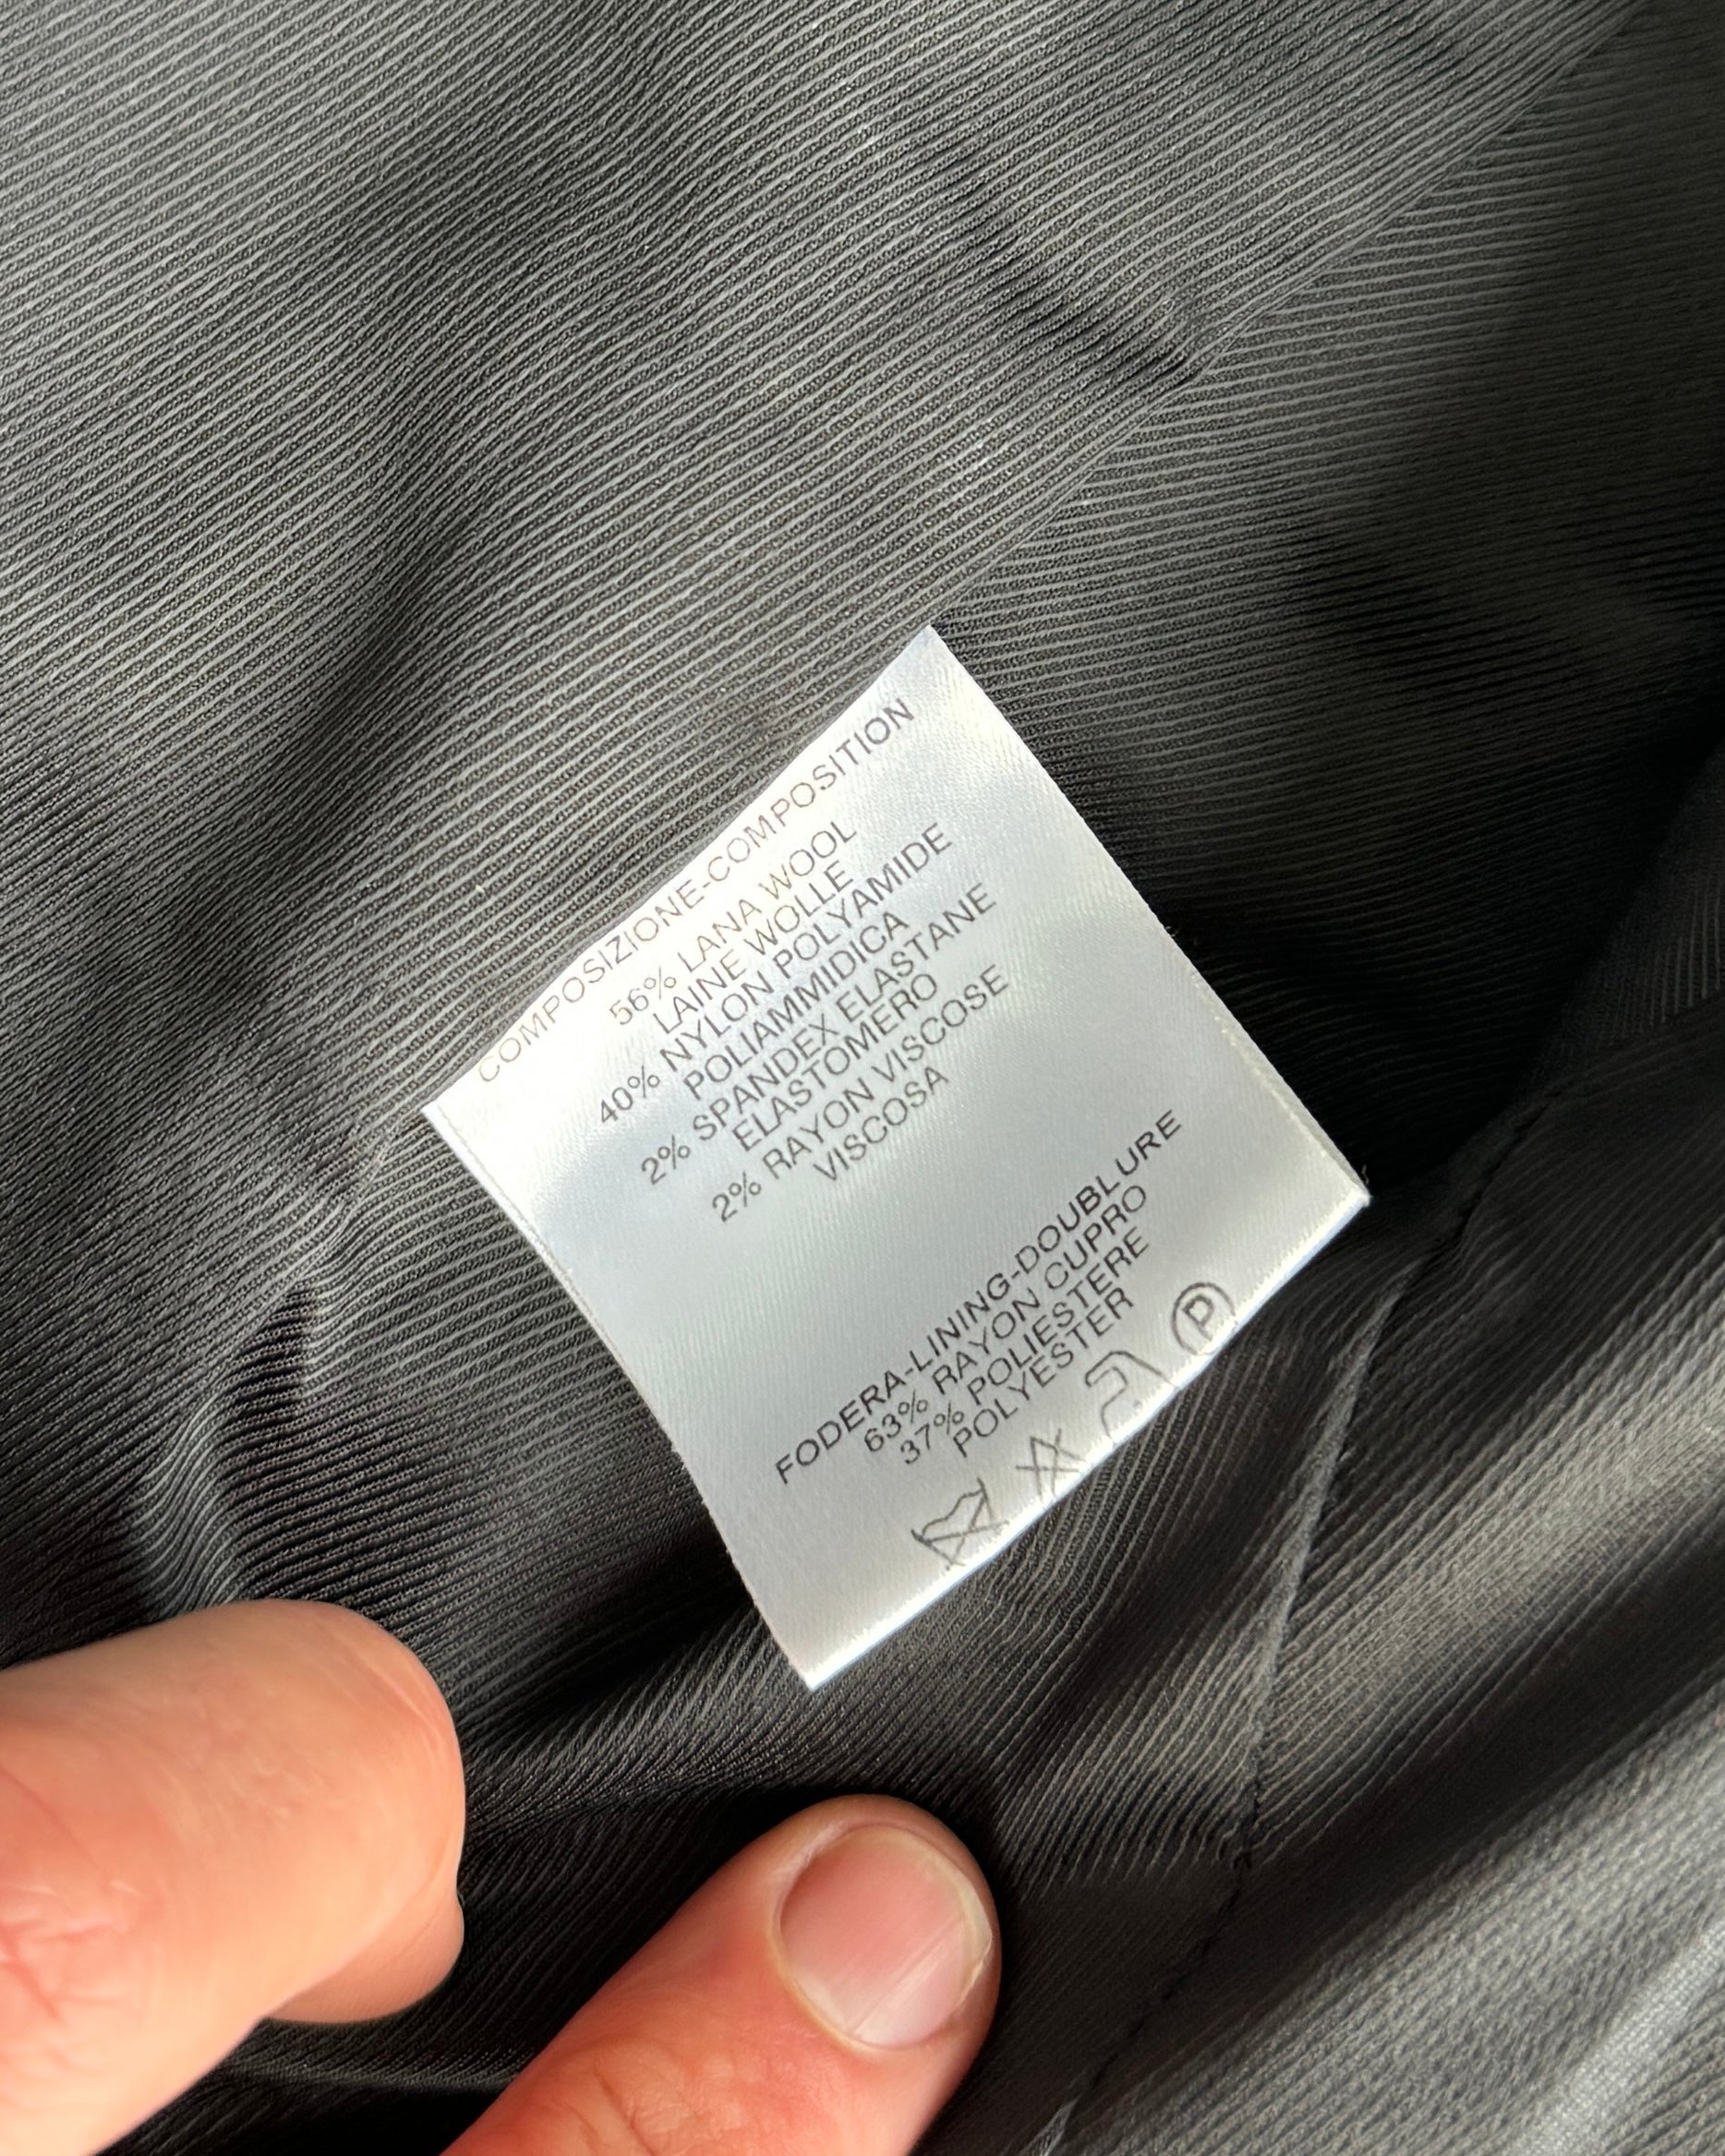 COMPOSIZIONE-COMPOSITION
56% LANA WOOL
LAINE WOLLE
40% NYLON POLYAMIDE
POLIAMMIDICA
2% SPANDEX ELASTANE
ELASTOMERO
2% RAYON VISCOSE
VISCOSA
FODERA-LINING-DOUBLURE
63% RAYON CUPRO
37% POLIESTERE
POLYESTER
P